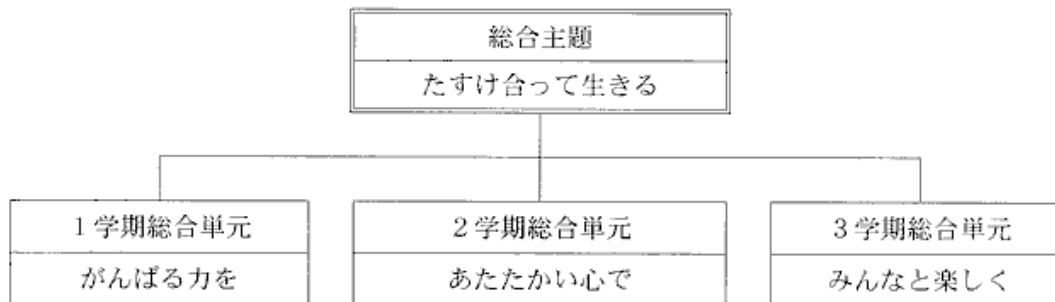 総合主題
たすけ合って生きる
1学期総合単元
がんばる力を
2学期総合単元
あたたかい心で
3学期総合単元
みんなと楽しく